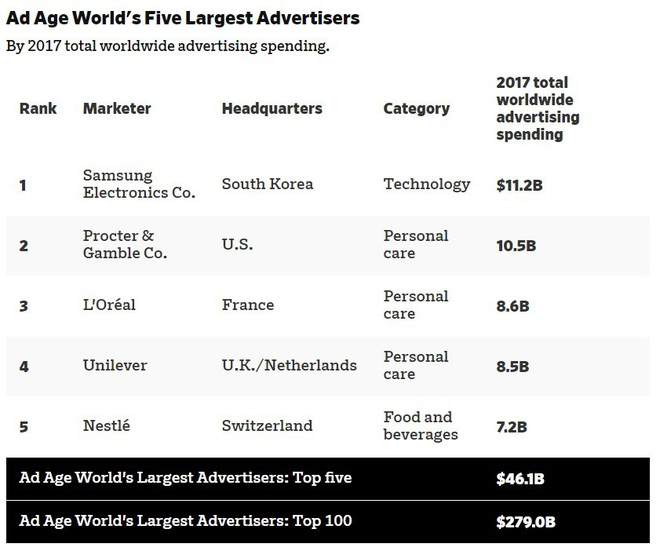 Ad Age World's Five Largest Advertisers
By 2017 total worldwide advertising spending.
Rank Marketer Headquarters Category 2017 total worldwide advertising spending
1 Samsung Electronics Co. South Korea Technology $11.2B
2 Procter & Gamble Co. U.S. Personal care 10.5B
3 L'Oréal France Personal care 8.6B
4 Unilever U.K./Netherlands Personal care 8.5B
5 Nestlé Switzerland Food and beverages 7.2B
Ad Age World's Largest Advertisers: Top five $46.1B
Ad Age World's Largest Advertisers: Top 100 $279.0B